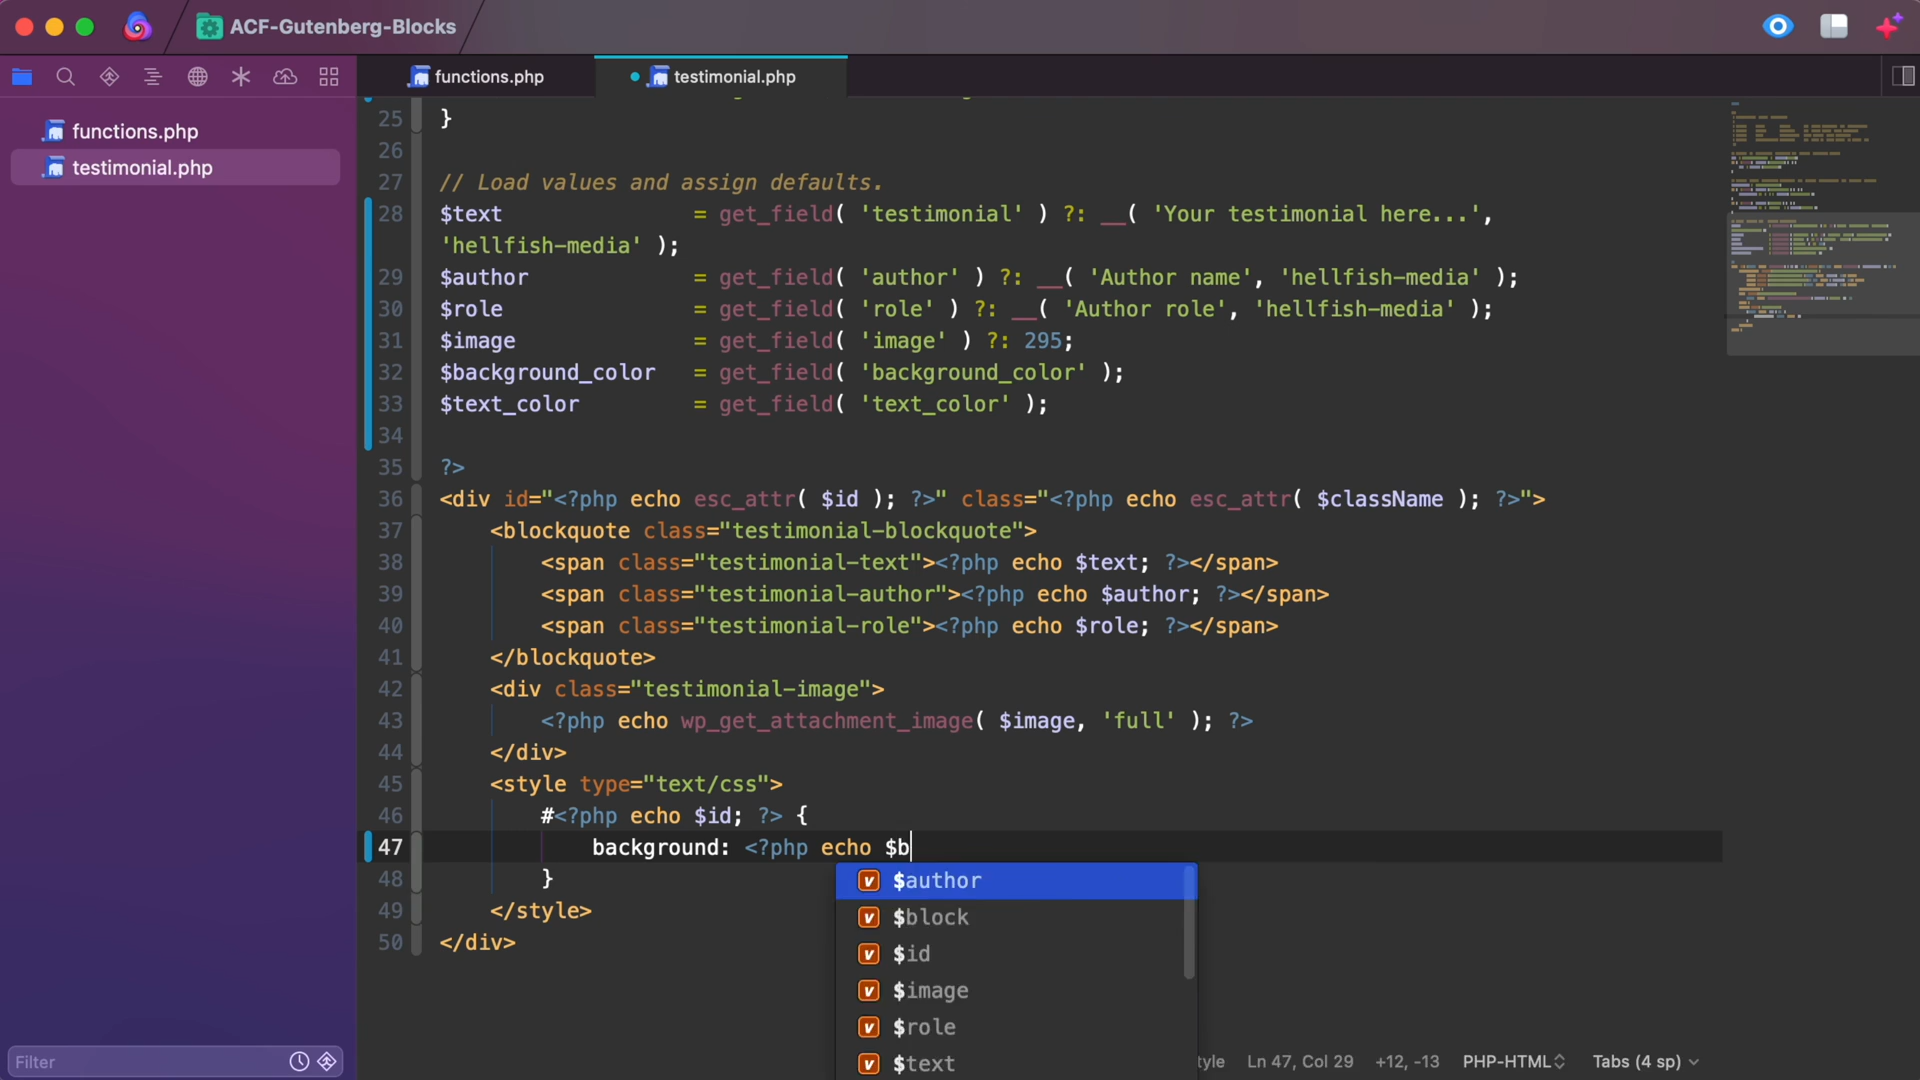 ACF-Gutenberg-Blocks
functions.php
testimonial.php
functions.php
testimonial.php
25 }
26
27 // Load values and assign defaults.
28 $text = get_field( 'testimonial' ) ?: __( 'Your testimonial here...',
'hellfish-media' );
29 $author = get_field( 'author' ) ?: __( 'Author name', 'hellfish-media' );
30 $role = get_field( 'role' ) ?: __( 'Author role', 'hellfish-media' );
31 $image = get_field( 'image' ) ?: 295;
32 $background_color = get_field( 'background_color' );
33 $text_color = get_field( 'text_color' );
34
35 ?>
36 <div id="<?php echo esc_attr( $id ); ?>" class="<?php echo esc_attr( $className ); ?>">
37 <blockquote class="testimonial-blockquote">
38 <span class="testimonial-text"><?php echo $text; ?></span>
39 <span class="testimonial-author"><?php echo $author; ?></span>
40 <span class="testimonial-role"><?php echo $role; ?></span>
41 </blockquote>
42 <div class="testimonial-image">
43 <?php echo wp_get_attachment_image( $image, 'full' ); ?>
44 </div>
45 <style type="text/css">
46 #<?php echo $id; ?> {
47 background: <?php echo $b
48 }
49 </style>
50 </div>
$author
$block
$id
$image
$role
$text
Filter
tyle Ln 47, Col 29 +12, -13 PHP-HTML Tabs (4 sp)